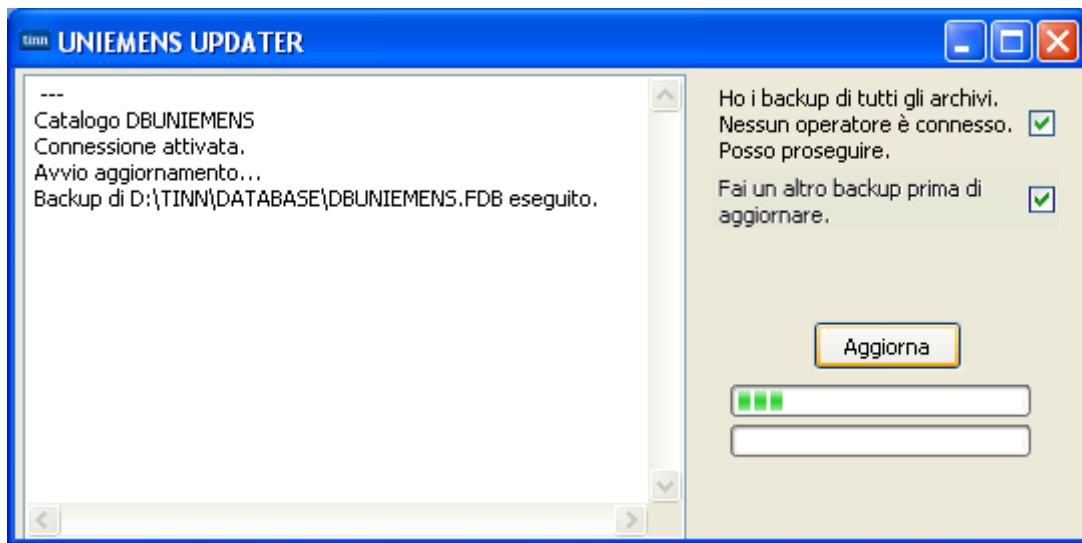 tinn UNIEMENS UPDATER
---
Catalogo DBUNIEMENS
Connessione attivata.
Avvio aggiornamento...
Backup di D:\TINN\DATABASE\DBUNIEMENS.FDB eseguito.
Ho i backup di tutti gli archivi.
Nessun operatore è connesso.
Posso proseguire.
Fai un altro backup prima di
aggiornare.
Aggiorna